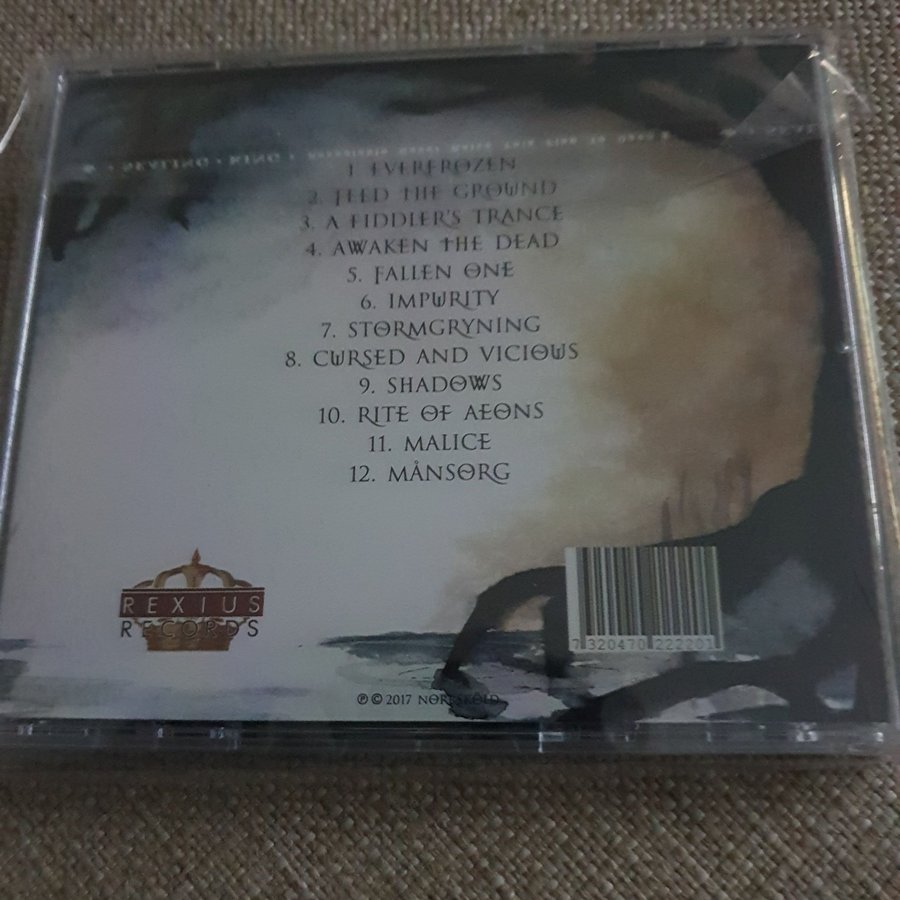 1. EVERFROZEN
2. FEED THE GROUND
3. A FIDDLER'S TRANCE
4. AWAKEN THE DEAD
5. FALLEN ONE
6. IMPURITY
7. STORMGRYNING
8. CURSED AND VICIOUS
9. SHADOWS
10. RITE OF AEONS
11. MALICE
12. MÅNSORG
REXIUS
RECORDS
7 320470 222201
℗ © 2017 NORRSKÖLD